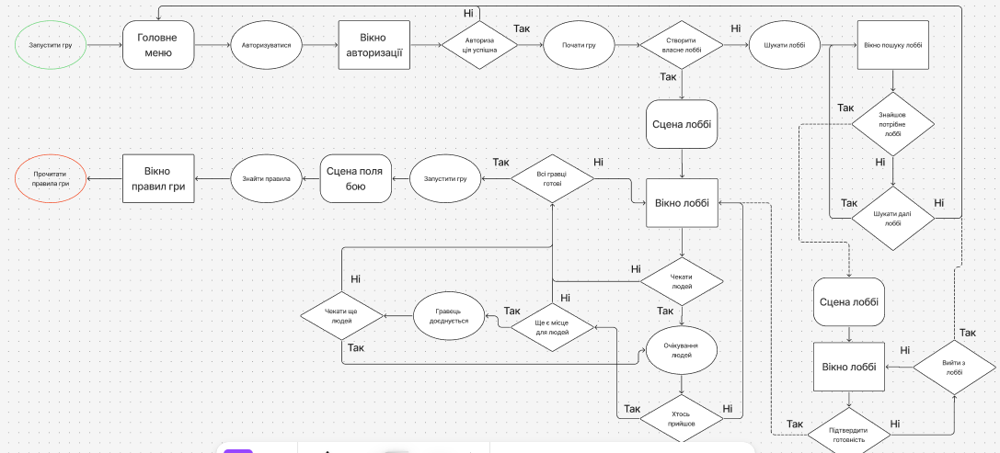 Ні
Запустити гру
Головне
меню
Авторизуватися
Вікно
авторизації
Авториза
ція успішна
Так
Почати гру
Створити
власне лоббі
Ні
Шукати лоббі
Вікно пошуку лоббі
Так
Сцена лоббі
Так
Знайшов
потрібне
лоббі
Ні
Прочитати
правила гри
Вікно
правил гри
Знайти правила
Сцена поля
бою
Запустити гру
Так
Всі гравці
готові
Ні
Вікно лоббі
Так
Шукати далі
лоббі
Ні
Ні
Чекати
людей
Так
Ні
Чекати ще
людей
Так
Гравець
доєднується
Так
Ні
Ще є місце
для людей
Очікування
людей
Так
Хтось
прийшов
Ні
Сцена лоббі
Вікно лоббі
Ні
Вийти з
лоббі
Так
Так
Підтвердити
готовність
Ні